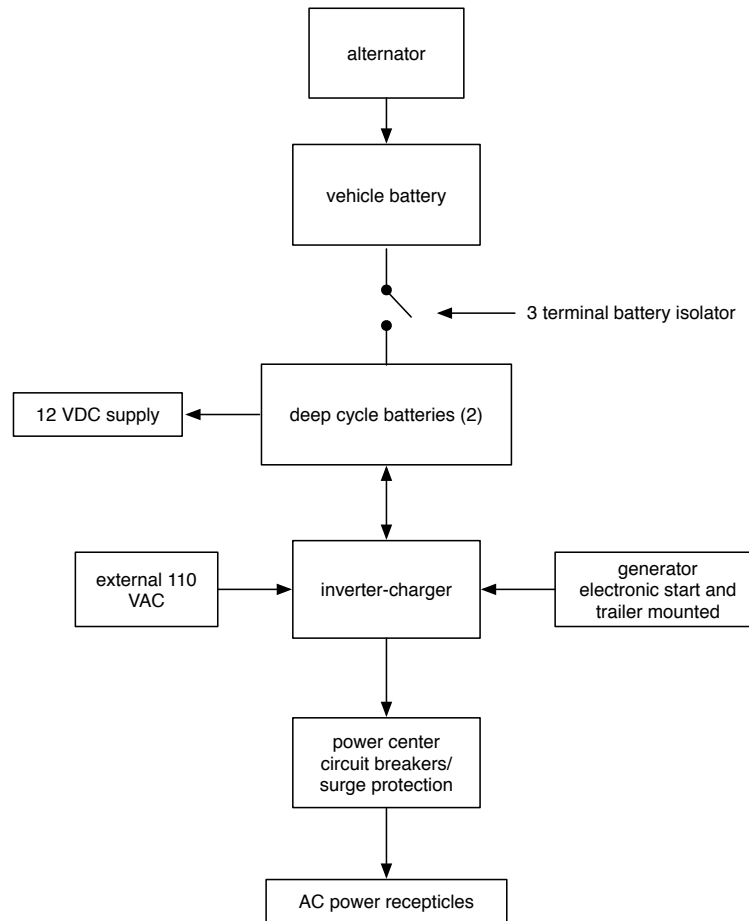 alternator
vehicle battery
3 terminal battery isolator
12 VDC supply
deep cycle batteries (2)
external 110
VAC
inverter-charger
generator
electronic start and
trailer mounted
power center
circuit breakers/
surge protection
AC power recepticles